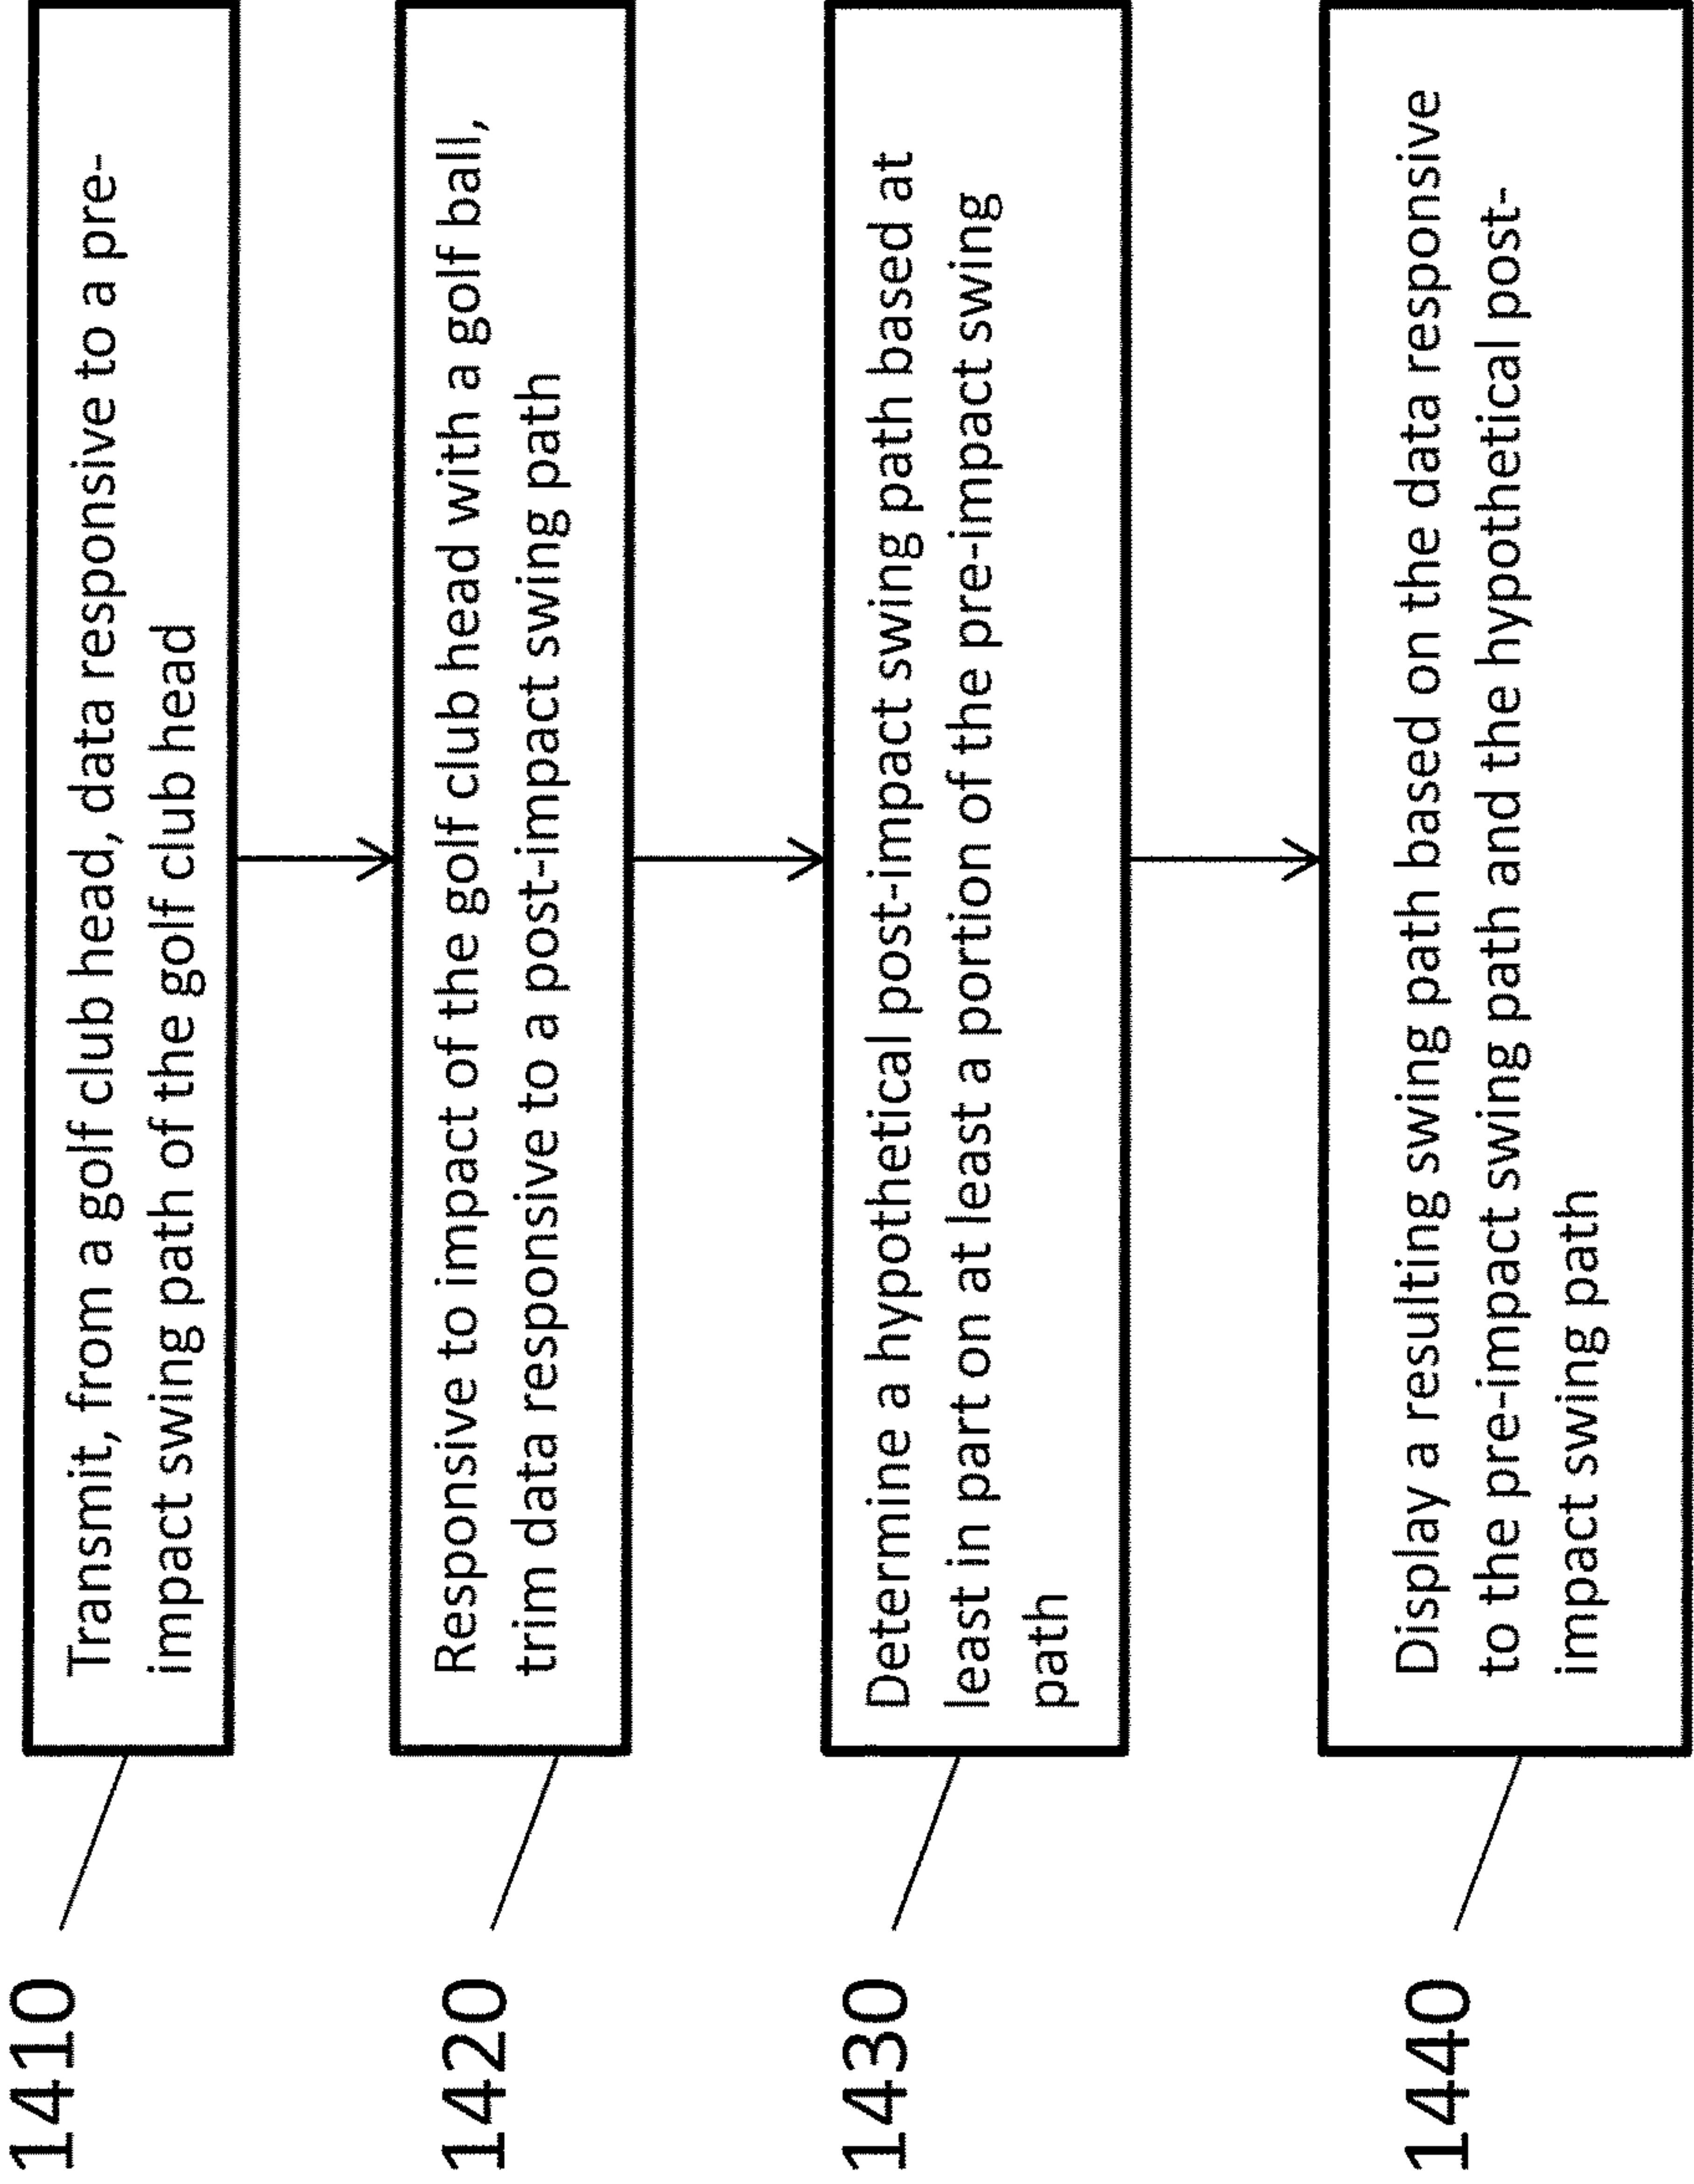 1410
Transmit, from a golf club head, data responsive to a pre-
impact swing path of the golf club head
1420
Responsive to impact of the golf club head with a golf ball,
trim data responsive to a post-impact swing path
1430
Determine a hypothetical post-impact swing path based at
least in part on at least a portion of the pre-impact swing
path
1440
Display a resulting swing path based on the data responsive
to the pre-impact swing path and the hypothetical post-
impact swing path